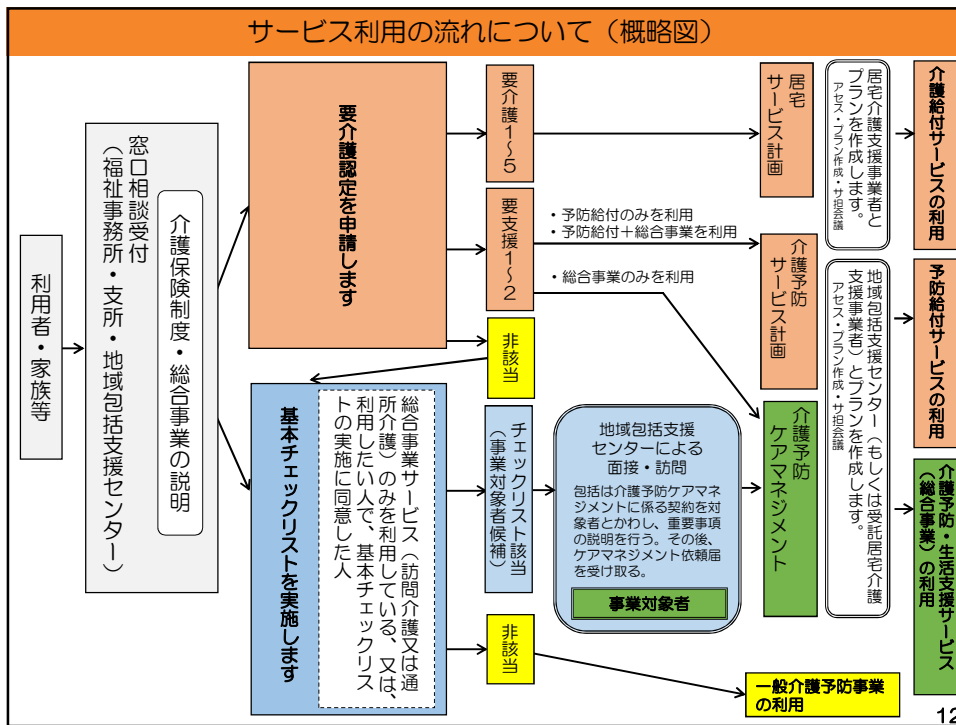 サービス利用の流れについて（概略図）
利用者・家族等
窓口相談受付
（福祉事務所・支所・地域包括支援センター）
介護保険制度・総合事業の説明
要介護認定を申請します
要介護１～５
要支援１～２
非該当
・予防給付のみを利用
・予防給付＋総合事業を利用
・総合事業のみを利用
居宅
サービス計画
介護予防
サービス計画
居宅介護支援事業者と
プランを作成します。
アセス・プラン作成・サ担会議
介護給付サービスの利用
基本チェックリストを実施します
総合事業サービス（訪問介護又は通
所介護）のみを利用している、又は、
利用したい人で、基本チェックリス
トの実施に同意した人
チェックリスト該当
（事業対象者候補）
非該当
地域包括支援
センターによる
面接・訪問
包括は介護予防ケアマネ
ジメントに係る契約を対
象者とかわし、重要事項
の説明を行う。その後、
ケアマネジメント依頼届
を受け取る。
事業対象者
介護予防
ケアマネジメント
地域包括支援センター（もしくは受託居宅介護
支援事業者）とプランを作成します。
アセス・プラン作成・サ担会議
予防給付サービスの利用
介護予防・生活支援サービス
（総合事業）の利用
一般介護予防事業
の利用
12